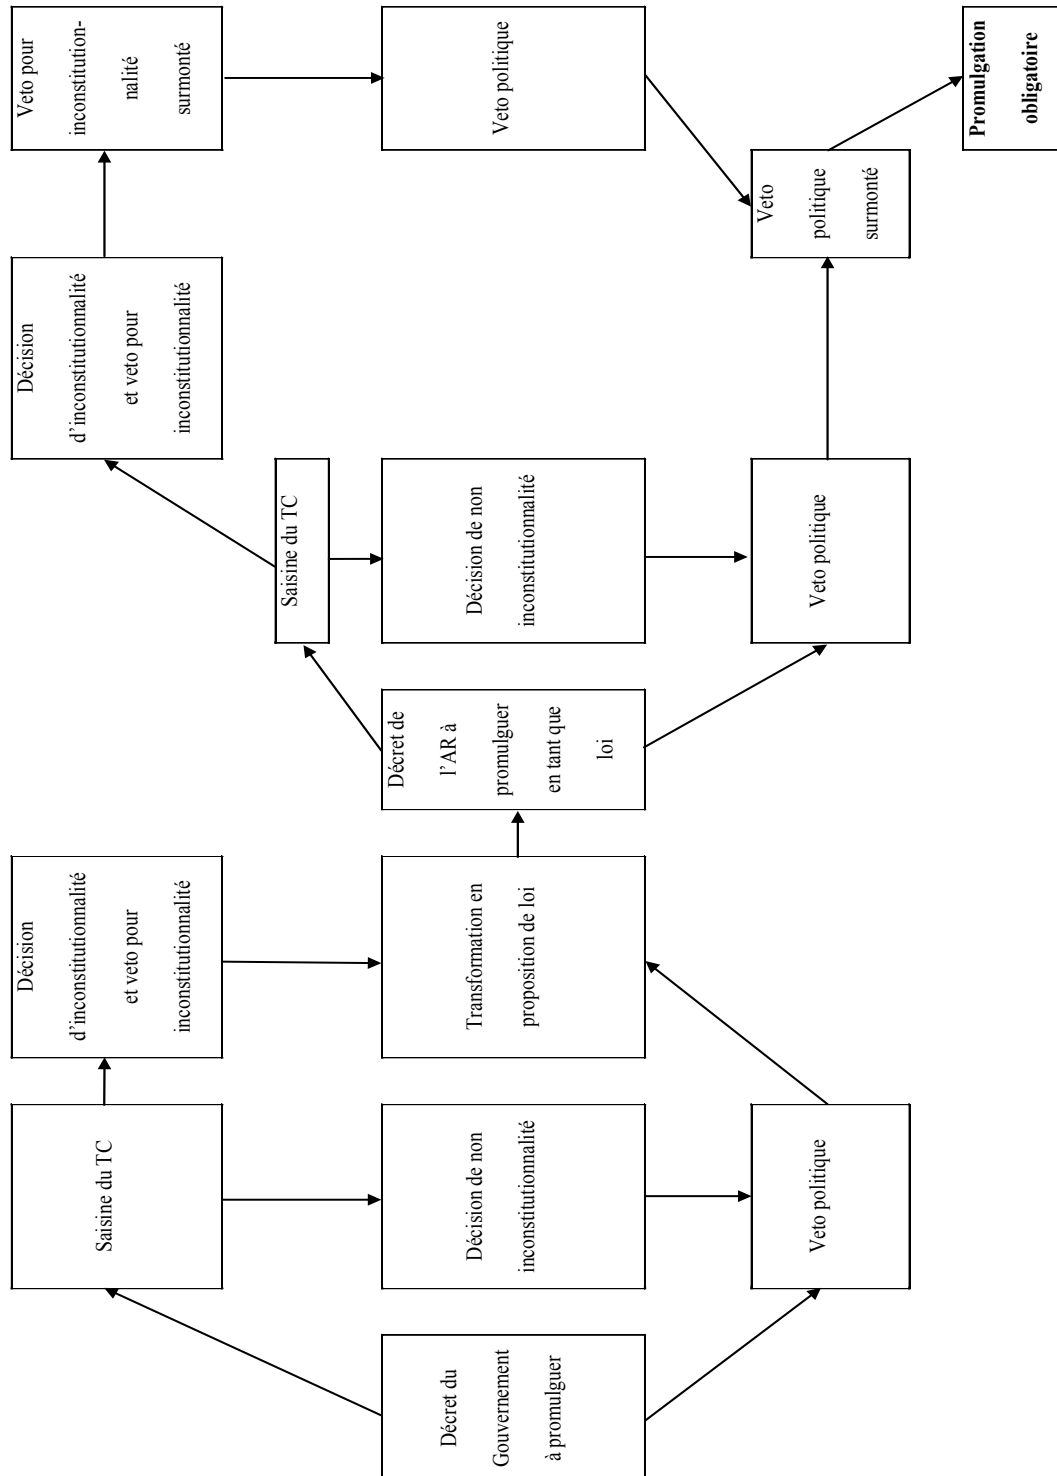 Saisine du TC
Décision
d’inconstitutionnalité
et veto pour
inconstitutionnalité
Décision
d’inconstitutionnalité
et veto pour
inconstitutionnalité
Veto pour
inconstitution-
nalité
surmonté
Saisine du TC
Décret du
Gouvernement
à promulguer
Décision de non
inconstitutionnalité
Transformation en
proposition de loi
Décret de
l’AR à
promulguer
en tant que
loi
Décision de non
inconstitutionnalité
Veto politique
Veto politique
Veto politique
Veto
politique
surmonté
Promulgation
obligatoire